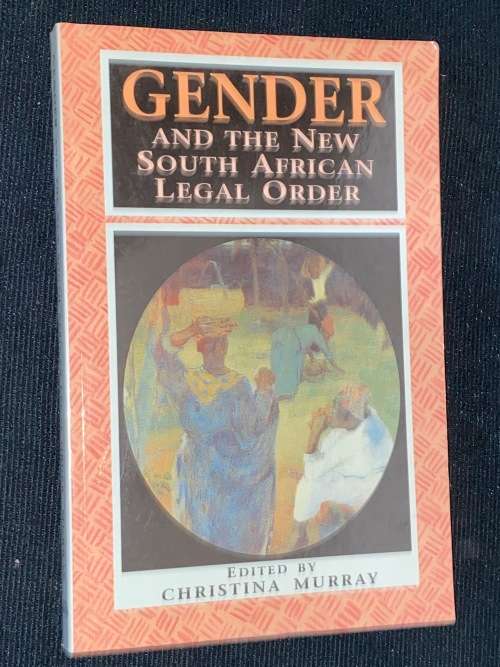 GENDER
AND THE NEW
SOUTH AFRICAN
LEGAL ORDER
EDITED BY
CHRISTINA MURRAY